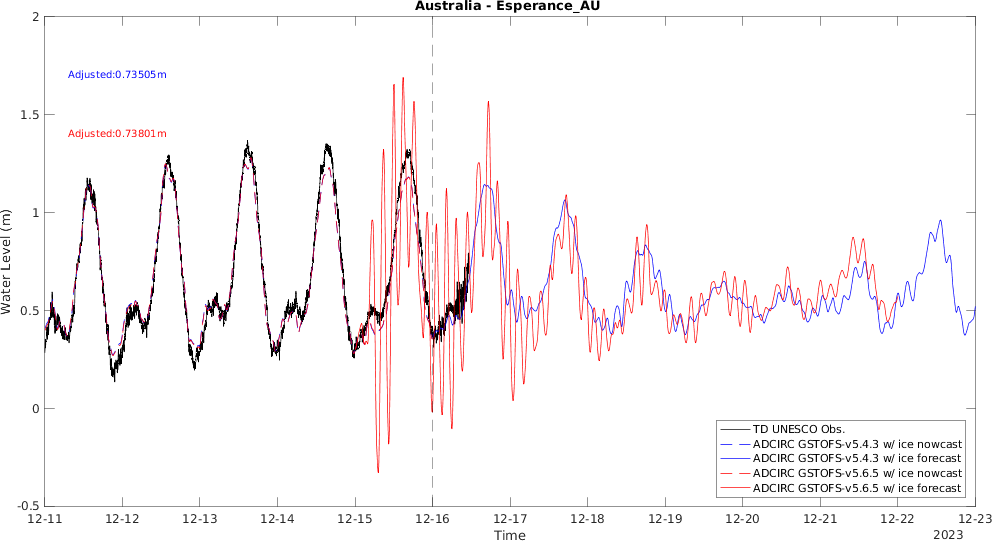 Australia - Esperance_AU
2
1.5
1
0.5
0
-0.5
Water Level (m)
Adjusted:0.73505m
Adjusted:0.73801m
TD UNESCO Obs.
ADCIRC GSTOFS-v5.4.3 w/ ice nowcast
ADCIRC GSTOFS-v5.4.3 w/ ice forecast
ADCIRC GSTOFS-v5.6.5 w/ ice nowcast
ADCIRC GSTOFS-v5.6.5 w/ ice forecast
12-11 12-12 12-13 12-14 12-15 12-16 12-17 12-18 12-19 12-20 12-21 12-22 12-23
Time
2023